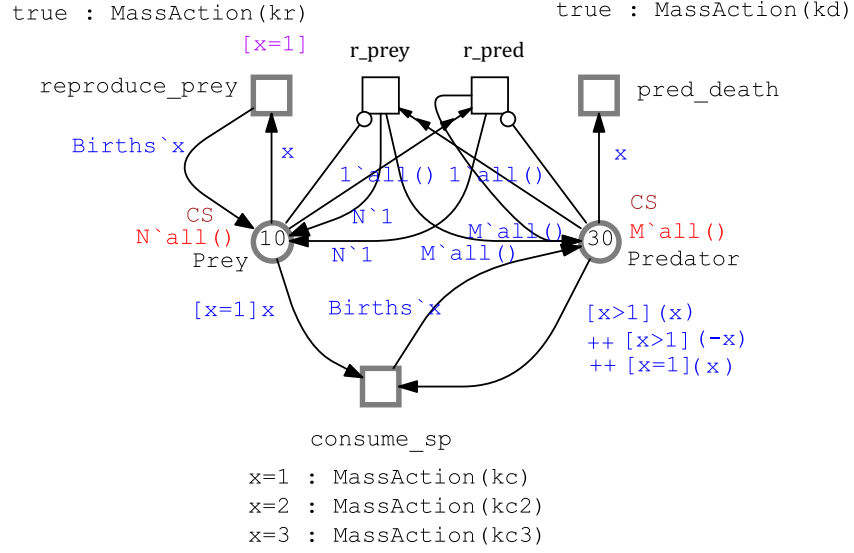 true : MassAction(kr)
true : MassAction(kd)
[x=1]
r_prey
r_pred
reproduce_prey
pred_death
Births`x
x
1`all()
1`all()
x
CS
N`all()
10
Prey
N`1
N`1
M`all()
M`all()
30
CS
M`all()
Predator
[x=1]x
Births`x
[x>1](x)
++[x>1](-x)
++[x=1](x)
consume_sp
x=1 : MassAction(kc)
x=2 : MassAction(kc2)
x=3 : MassAction(kc3)